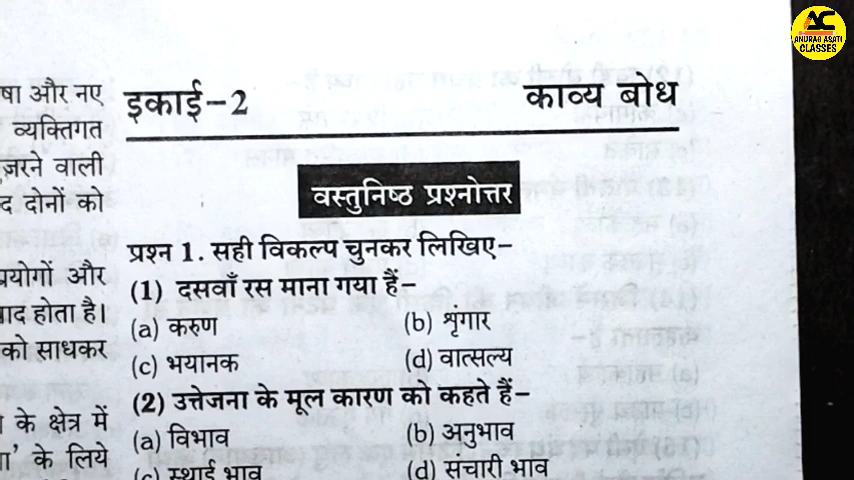 AC
ANURAG ASATI
CLASSES
षा और नए
व्यक्तिगत
ज़रने वाली
द दोनों को
प्रयोगों और
वाद होता है।
को साधकर
के क्षेत्र में
के लिये
इकाई-2 काव्य बोध
वस्तुनिष्ठ प्रश्नोत्तर
प्रश्न 1. सही विकल्प चुनकर लिखिए-
(1) दसवाँ रस माना गया हैं-
(a) करुण (b) शृंगार
(c) भयानक (d) वात्सल्य
(2) उत्तेजना के मूल कारण को कहते हैं-
(a) विभाव (b) अनुभाव
(c) स्थाई भाव (d) संचारी भाव